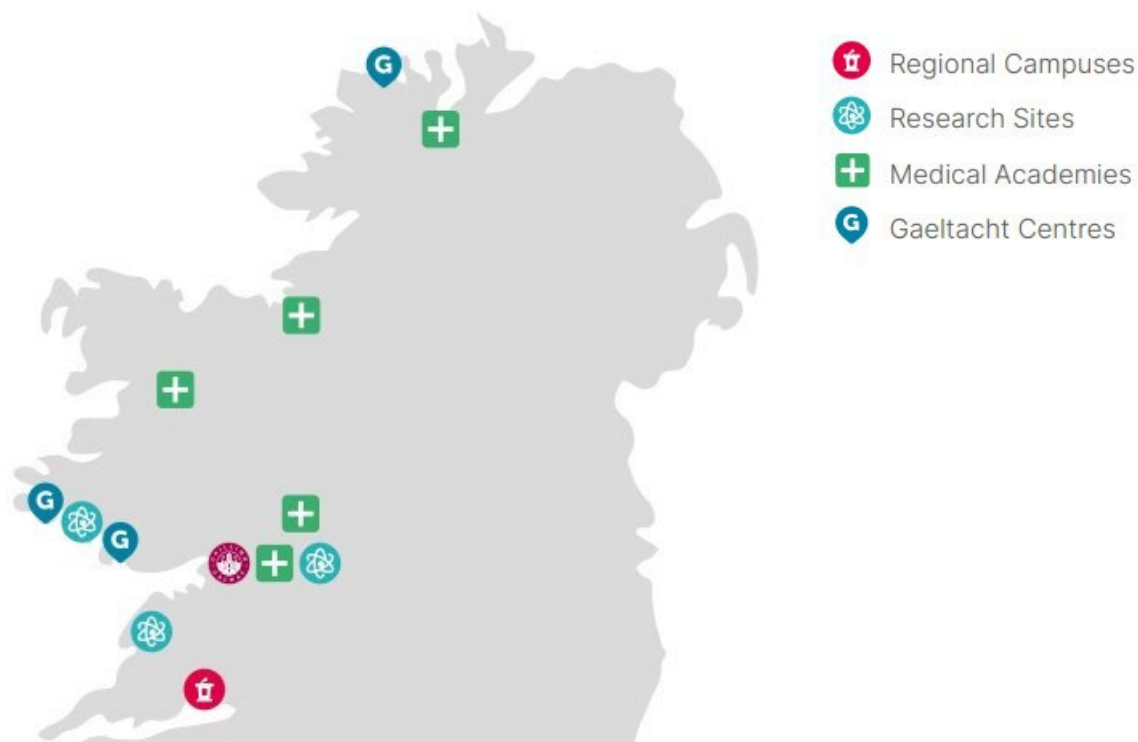 G
Regional Campuses
Research Sites
Medical Academies
G Gaeltacht Centres
G
G